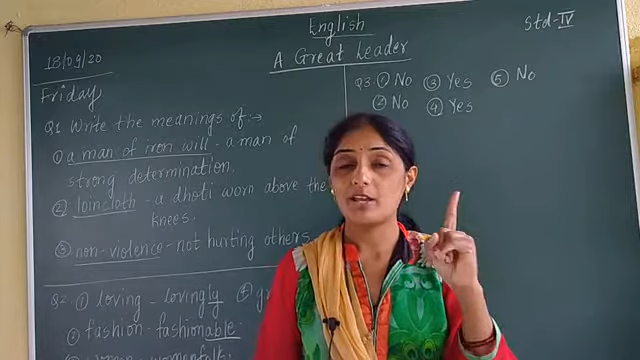 English
Std-IV
18/09/20
A Great Leader
Friday
Q1 Write the meanings of:→
① a man of iron will - a man of
strong determination.
② loincloth - a dhoti worn above the
knees.
③ non-violence - not hurting others.
Q2. ① loving - lovingly ④
② fashion - fashionable
Q3. ① No ③ Yes ⑤ No
② No ④ Yes